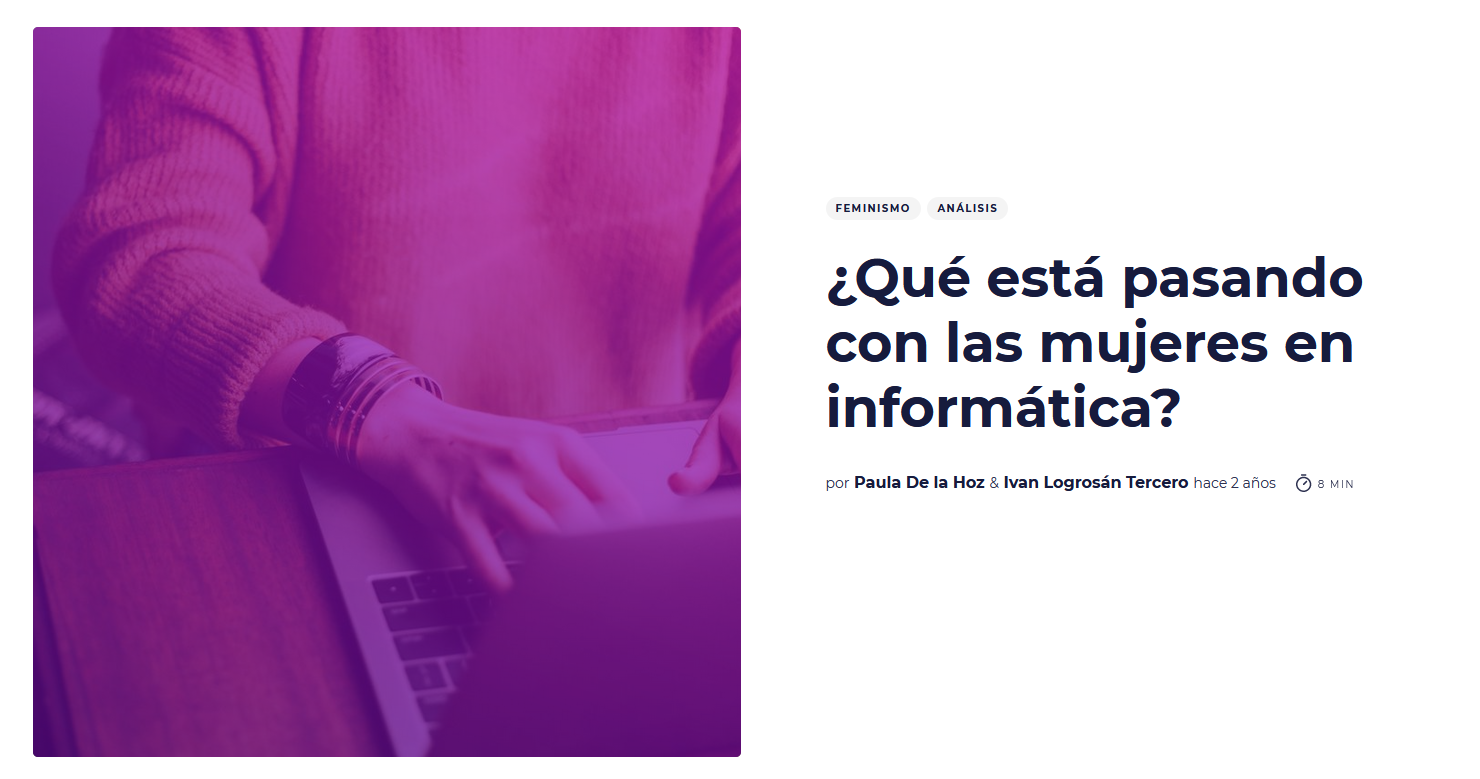 FEMINISMO ANÁLISIS
¿Qué está pasando
con las mujeres en
informática?
por Paula De la Hoz & Ivan Logrosán Tercero hace 2 años 8 MIN